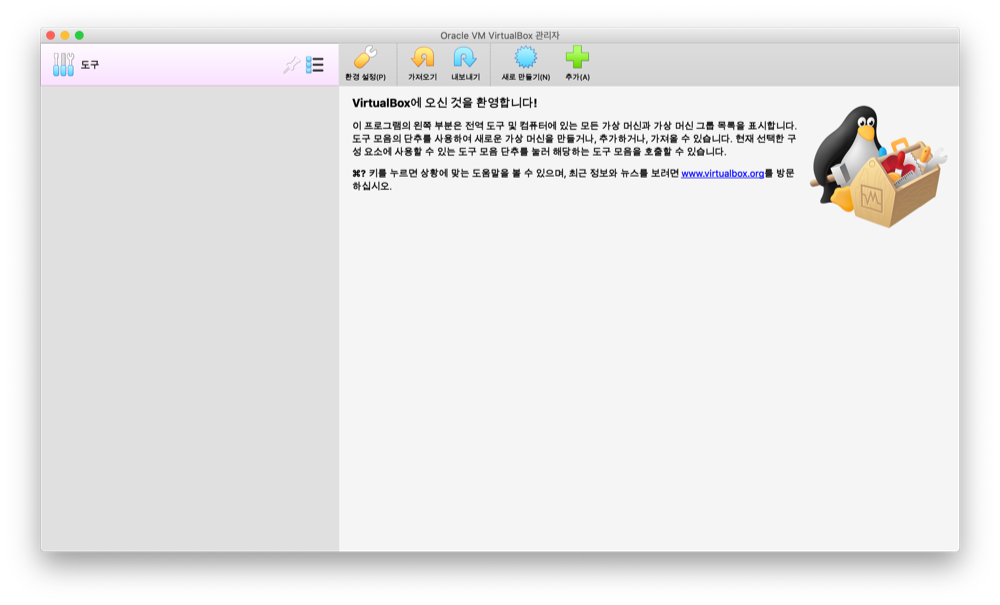 Oracle VM VirtualBox 관리자
도구
환경 설정(P)
가져오기
내보내기
새로 만들기(N)
추가(A)
VirtualBox에 오신 것을 환영합니다!
이 프로그램의 왼쪽 부분은 전역 도구 및 컴퓨터에 있는 모든 가상 머신과 가상 머신 그룹 목록을 표시합니다.
도구 모음의 단추를 사용하여 새로운 가상 머신을 만들거나, 추가하거나, 가져올 수 있습니다. 현재 선택한 구
성 요소에 사용할 수 있는 도구 모음 단추를 눌러 해당하는 도구 모음을 호출할 수 있습니다.
⌘? 키를 누르면 상황에 맞는 도움말을 볼 수 있으며, 최근 정보와 뉴스를 보려면 www.virtualbox.org를 방문
하십시오.